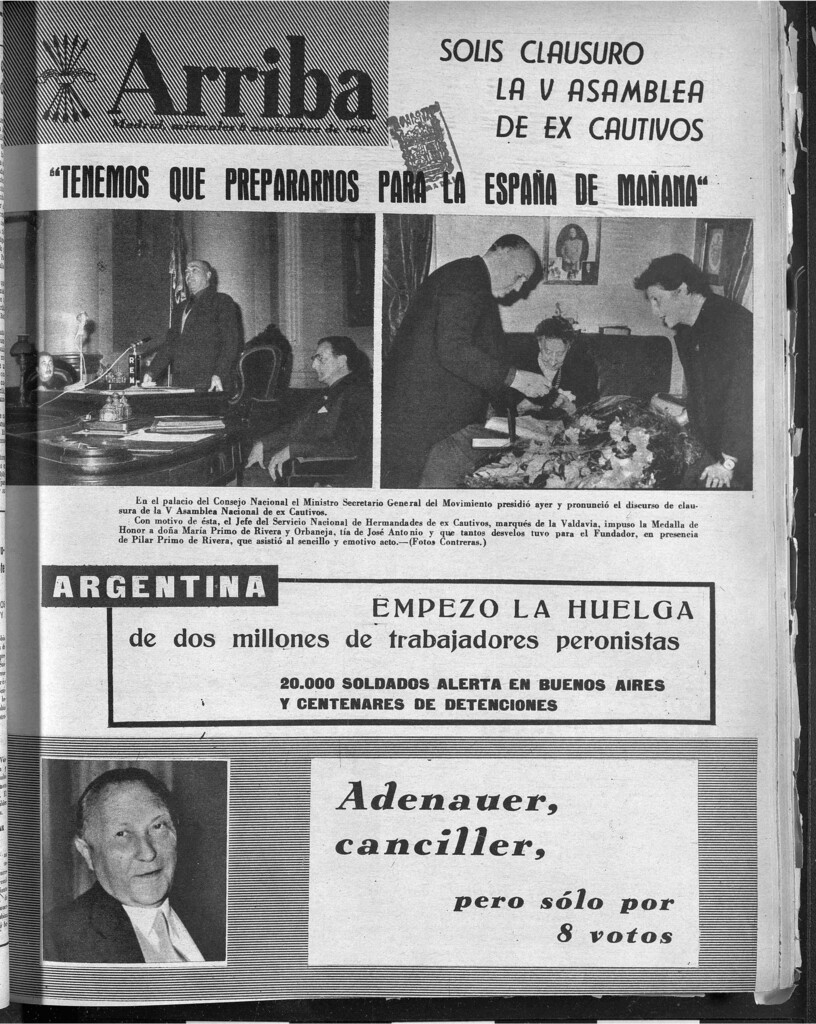 Arriba
Madrid, miércoles 8 noviembre de 1961
SOLIS CLAUSURO
LA V ASAMBLEA
DE EX CAUTIVOS
“TENEMOS QUE PREPARARNOS PARA LA ESPAÑA DE MAÑANA“
En el palacio del Consejo Nacional el Ministro Secretario General del Movimiento presidió ayer y pronunció el discurso de clau-
sura de la V Asamblea Nacional de ex Cautivos.
Con motivo de ésta, el Jefe del Servicio Nacional de Hermandades de ex Cautivos, marqués de la Valdavia, impuso la Medalla de
Honor a doña María Primo de Rivera y Orbaneja, tía de José Antonio y que tantos desvelos tuvo para el Fundador, en presencia
de Pilar Primo de Rivera, que asistió al sencillo y emotivo acto.—(Fotos Contreras.)
ARGENTINA
EMPEZO LA HUELGA
de dos millones de trabajadores peronistas
20.000 SOLDADOS ALERTA EN BUENOS AIRES
Y CENTENARES DE DETENCIONES
Adenauer,
canciller,
pero sólo por
8 votos